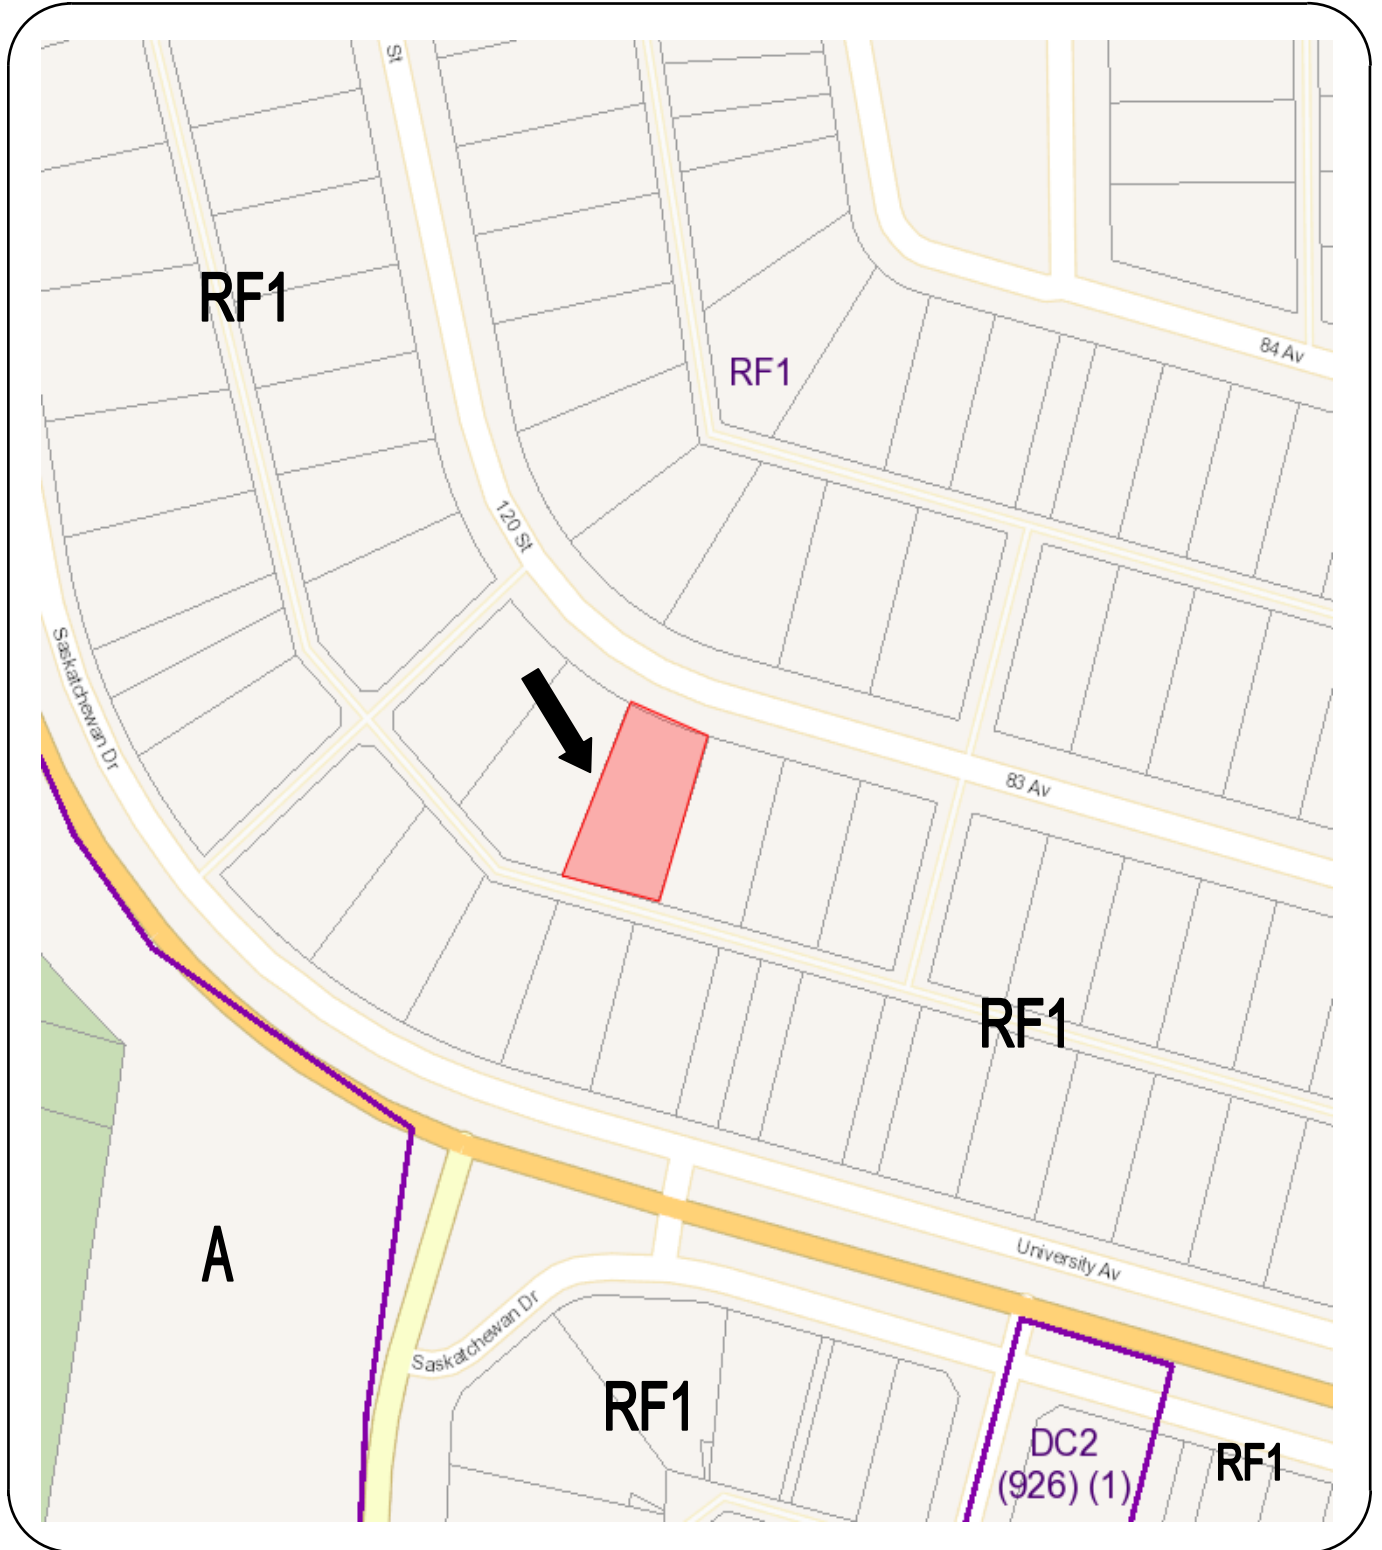 St
RF1
84 Av
RF1
120 St
Saskatchewan Dr
83 Av
RF1
A
University Av
Saskatchewan Dr
RF1
DC2
(926) (1)
RF1